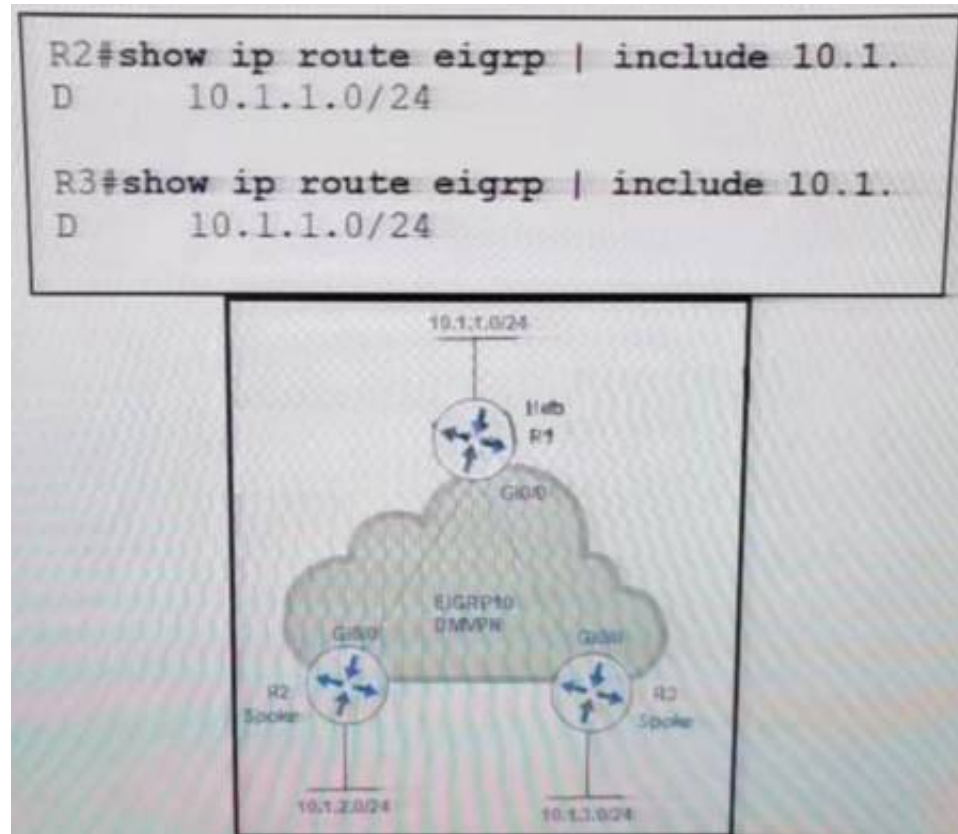 R2#show ip route eigrp | include 10.1.
D 10.1.1.0/24
R3#show ip route eigrp | include 10.1.
D 10.1.1.0/24
10.1.1.0/24
Hub
R1
Gi0/0
EIGRP10
DMVPN
Gi0/0
Gi0/0
R2
Spoke
R3
Spoke
10.1.2.0/24
10.1.3.0/24